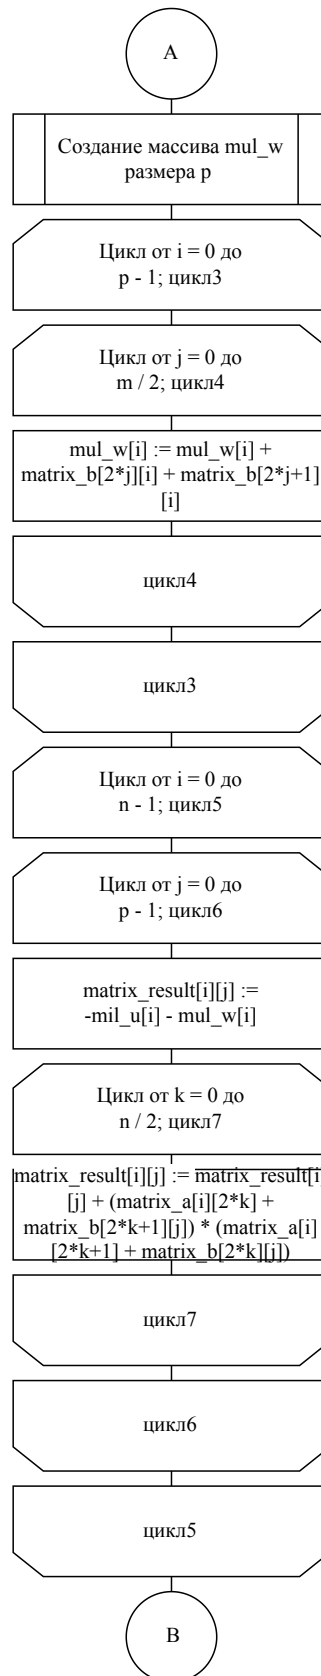 A
Создание массива mul_w
размера p
Цикл от i = 0 до
p - 1; цикл3
Цикл от j = 0 до
m / 2; цикл4
mul_w[i] := mul_w[i] +
matrix_b[2*j][i] + matrix_b[2*j+1]
[i]
цикл4
цикл3
Цикл от i = 0 до
n - 1; цикл5
Цикл от j = 0 до
p - 1; цикл6
matrix_result[i][j] :=
-mil_u[i] - mul_w[i]
Цикл от k = 0 до
n / 2; цикл7
matrix_result[i][j] := matrix_result[i]
[j] + (matrix_a[i][2*k] +
matrix_b[2*k+1][j]) * (matrix_a[i]
[2*k+1] + matrix_b[2*k][j])
цикл7
цикл6
цикл5
B